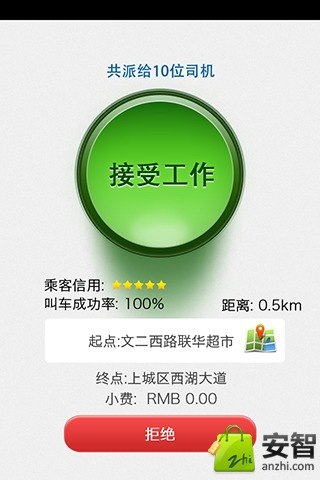 共派给10位司机
接受工作
乘客信用:
叫车成功率: 100%
距离: 0.5km
起点:文二西路联华超市
终点:上城区西湖大道
小费: RMB 0.00
拒绝
zhi
安智
anzhi.com